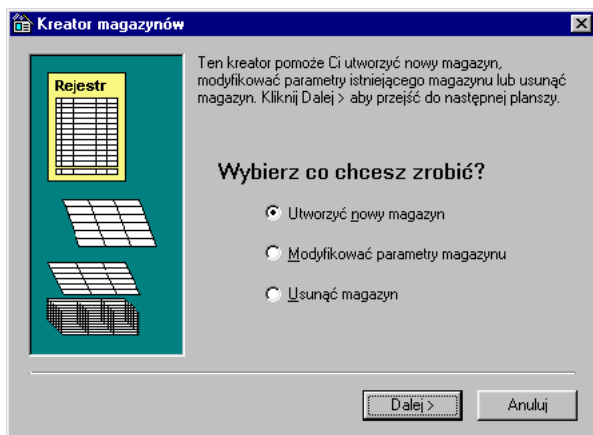 Kreator magazynów
Ten kreator pomoże Ci utworzyć nowy magazyn,
modyfikować parametry istniejącego magazynu lub usunąć
magazyn. Kliknij Dalej > aby przejść do następnej planszy.
Rejestr
Wybierz co chcesz zrobić?
Utworzyć nowy magazyn
Modyfikować parametry magazynu
Usunąć magazyn
Dalej >
Anuluj